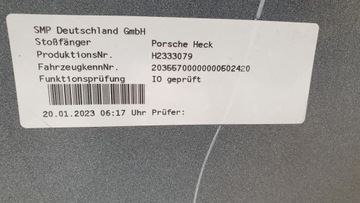 SMP Deutschland GmbH
Stoßfänger Porsche Heck
ProduktionsNr. H2333079
FahrzeugkennNr. 2036670000000602420
Funktionsprüfung IO geprüft
20.01.2023 06:17 Uhr Prüfer: